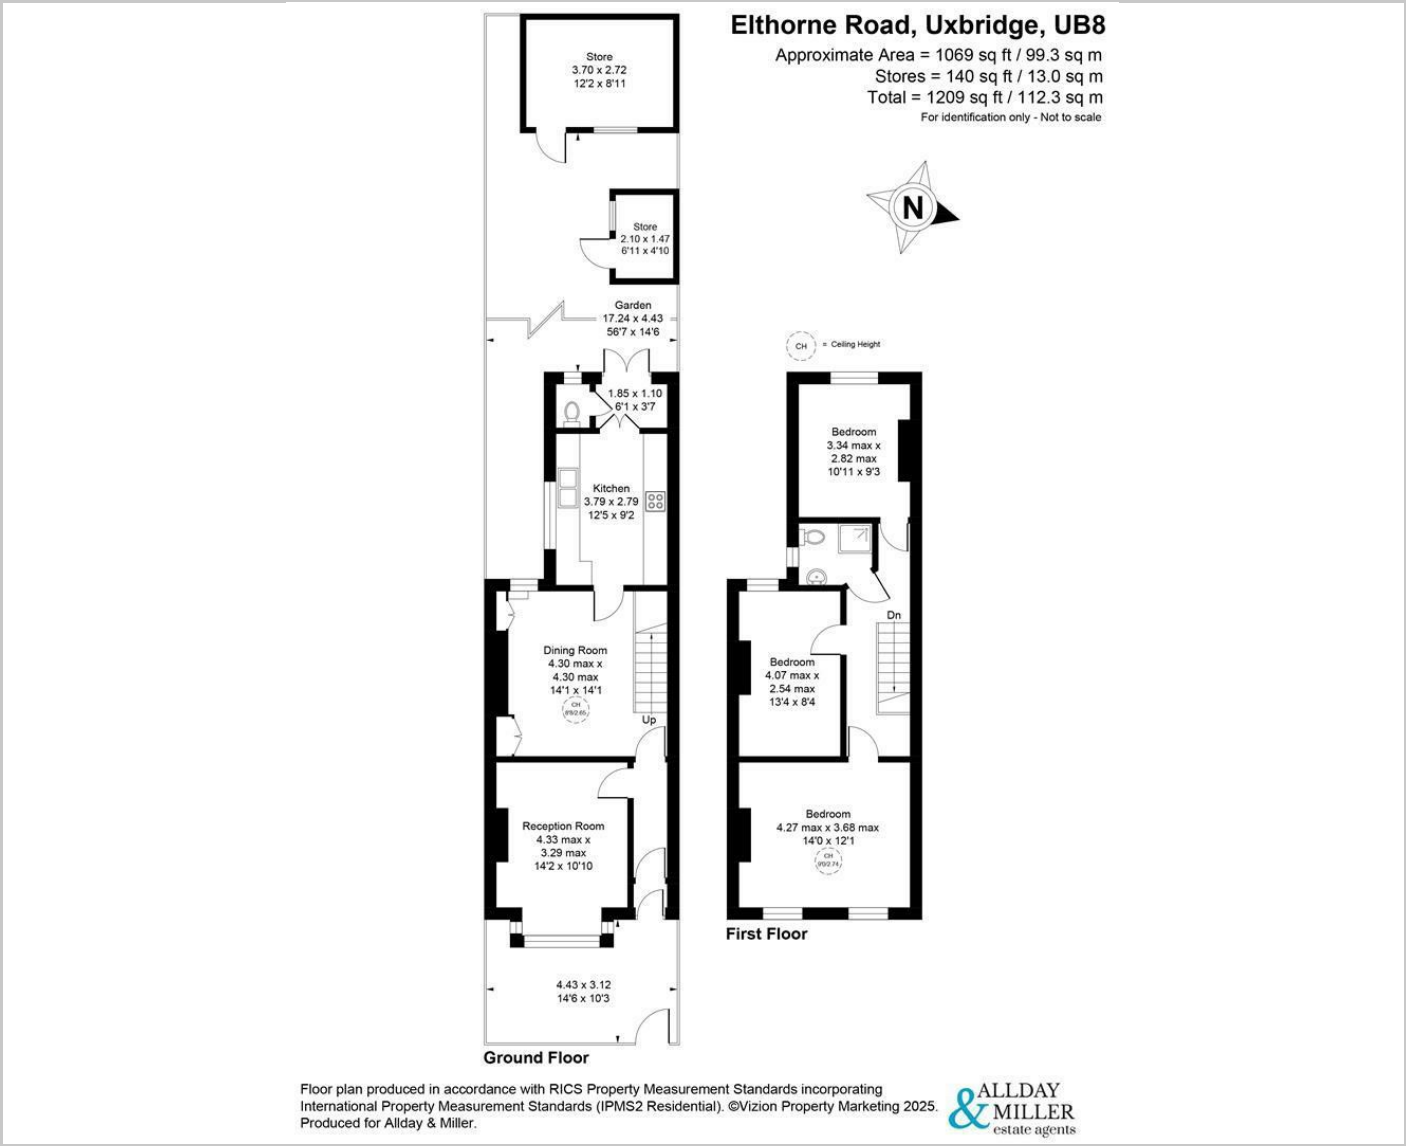 Elthorne Road, Uxbridge, UB8
Approximate Area = 1069 sq ft / 99.3 sq m
Stores = 140 sq ft / 13.0 sq m
Total = 1209 sq ft / 112.3 sq m
For identification only - Not to scale
N
Store
3.70 x 2.72
12'2 x 8'11
Store
2.10 x 1.47
6'11 x 4'10
Garden
17.24 x 4.43
56'7 x 14'6
1.85 x 1.10
6'1 x 3'7
Kitchen
3.79 x 2.79
12'5 x 9'2
Dining Room
4.30 max x
4.30 max
14'1 x 14'1
CH
Up
Reception Room
4.33 max x
3.29 max
14'2 x 10'10
4.43 x 3.12
14'6 x 10'3
Ground Floor
CH = Ceiling Height
Bedroom
3.34 max x
2.82 max
10'11 x 9'3
Dn
Bedroom
4.07 max x
2.54 max
13'4 x 8'4
Bedroom
4.27 max x 3.68 max
14'0 x 12'1
CH
9'0/2.74
First Floor
Floor plan produced in accordance with RICS Property Measurement Standards incorporating
International Property Measurement Standards (IPMS2 Residential). ©Vizion Property Marketing 2025.
Produced for Allday & Miller.
ALLDAY
& MILLER
estate agents